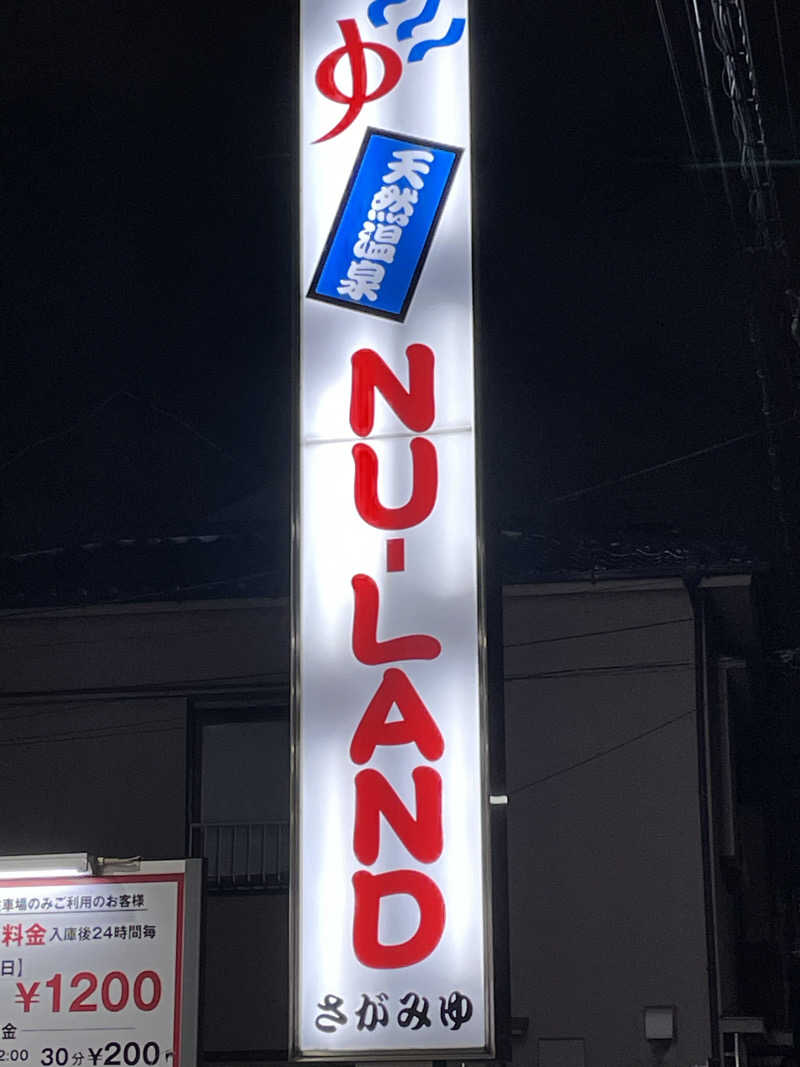 ゆ
天然温泉
NU-LAND
さがみゆ
車場のみご利用のお客様
料金 入庫後24時間毎
日】
¥1200
金
2:00 30分¥200